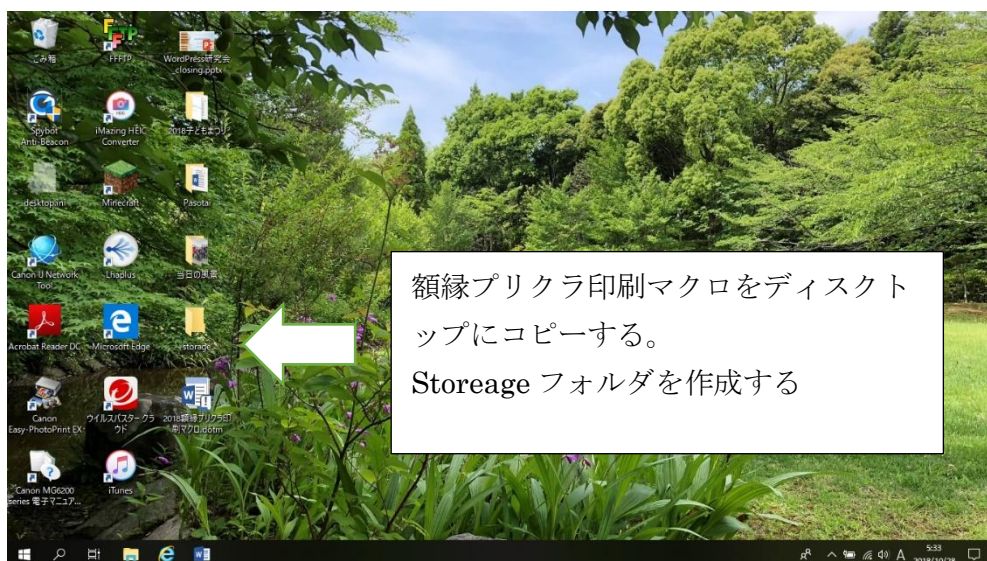 ごみ箱
FFFTP
WordPress研究会
_closing.pptx
Spybot
Anti-Beacon
iMazing HEIC
Converter
2018子どもまつり
desktop.ini
Minecraft
Pasotai
Canon IJ Network
Tool
Lhaplus
当日の風景
Acrobat Reader DC
Microsoft Edge
storage
Canon
Easy-PhotoPrint EX
ウイルスバスター クラ
ウド
2018額縁プリクラ印
刷マクロ.dotm
Canon MG6200
series 電子マニュア...
iTunes
額縁プリクラ印刷マクロをディスクト
ップにコピーする。
Storeage フォルダを作成する
A
5:33
2018/10/28